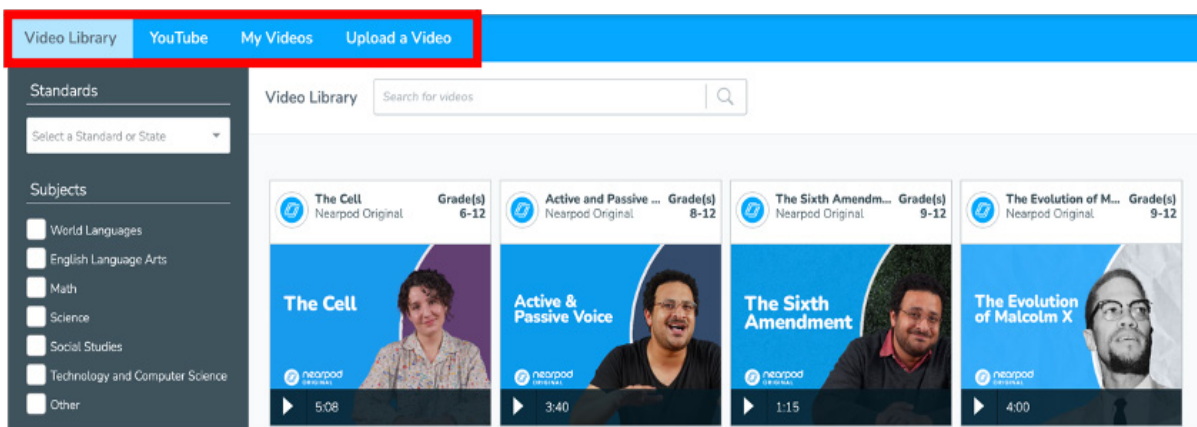 Video Library YouTube My Videos Upload a Video
Standards
Select a Standard or State
Subjects
World Languages
English Language Arts
Math
Science
Social Studies
Technology and Computer Science
Other
Video Library Search for videos
The Cell Grade(s)
Nearpod Original 6-12
The Cell
nearpod
ORIGINAL
5:08
Active and Passive ... Grade(s)
Nearpod Original 8-12
Active &
Passive Voice
nearpod
ORIGINAL
3:40
The Sixth Amendm... Grade(s)
Nearpod Original 9-12
The Sixth
Amendment
nearpod
ORIGINAL
1:15
The Evolution of M... Grade(s)
Nearpod Original 9-12
The Evolution
of Malcolm X
nearpod
ORIGINAL
4:00